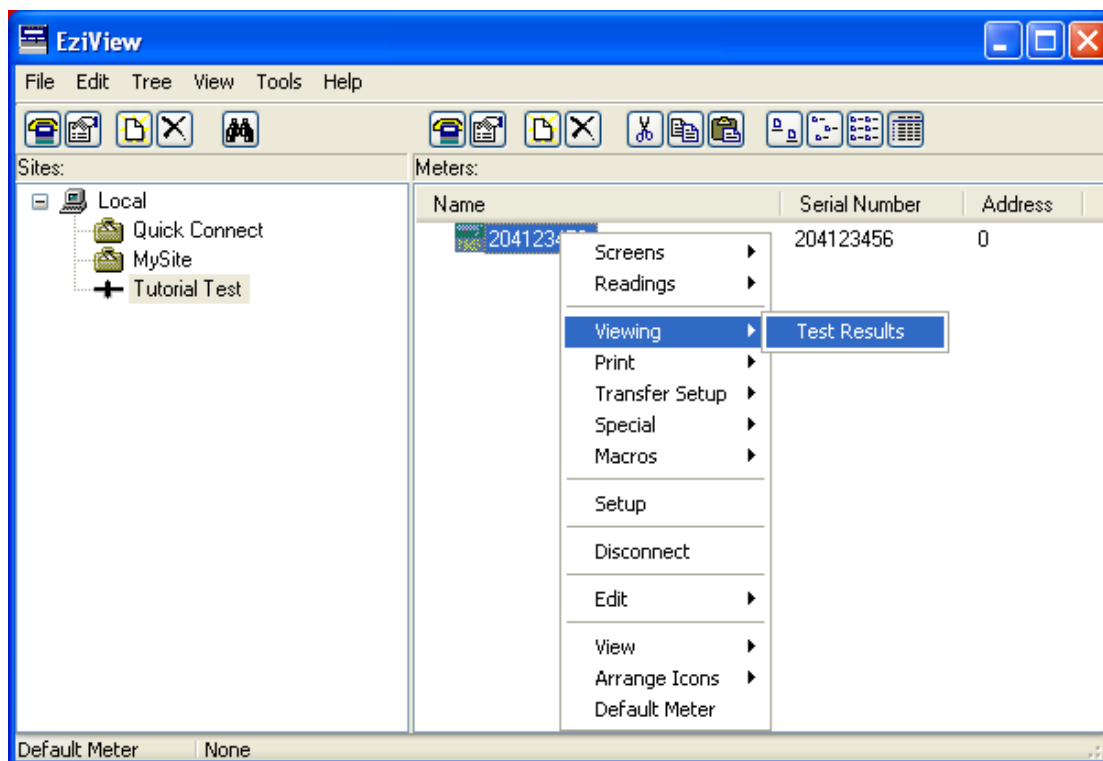 EziView
File Edit Tree View Tools Help
Sites:
Meters:
Local
Quick Connect
MySite
Tutorial Test
Name Serial Number Address
204123456 0
Screens
Readings
Viewing
Test Results
Print
Transfer Setup
Special
Macros
Setup
Disconnect
Edit
View
Arrange Icons
Default Meter
Default Meter None